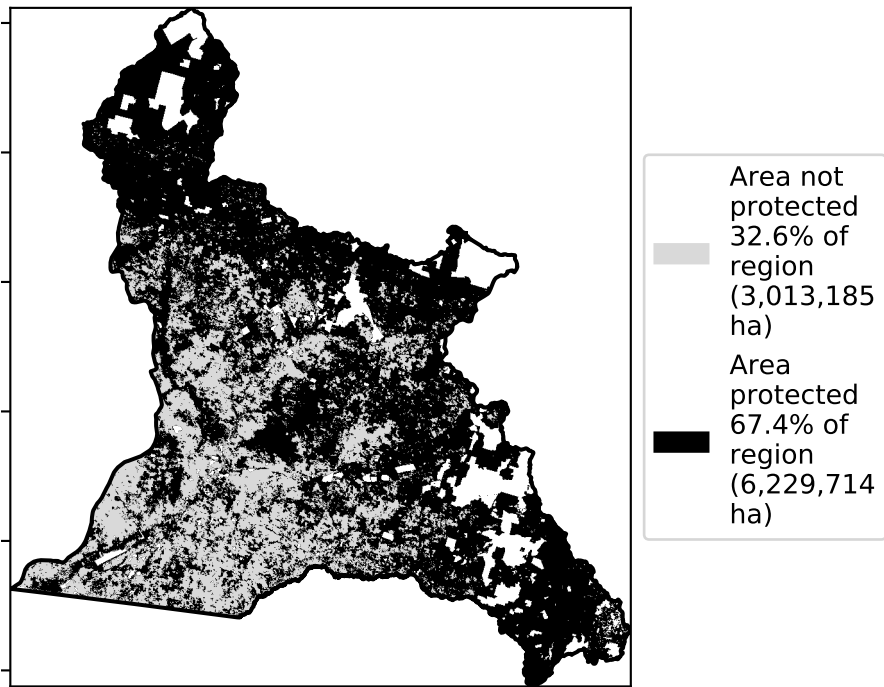 Area not
protected
32.6% of
region
(3,013,185
ha)
Area
protected
67.4% of
region
(6,229,714
ha)